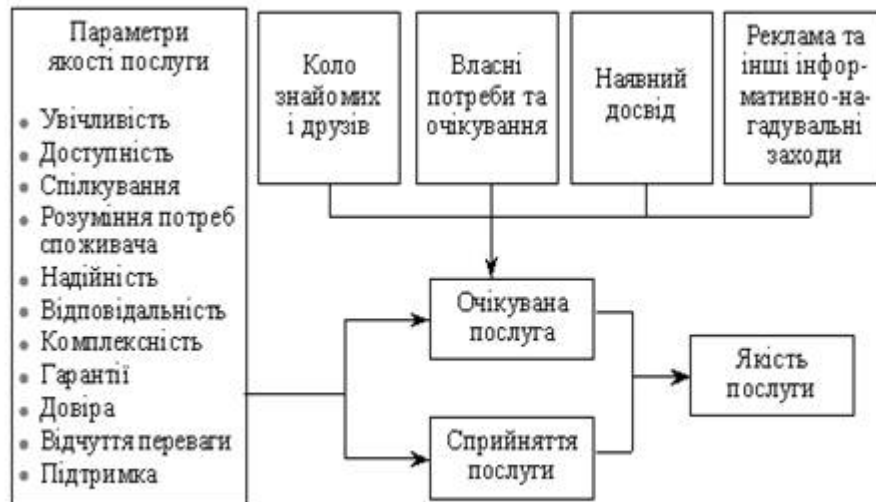 Параметри
якості послуги
Увічливість
Доступність
Спілкування
Розуміння потреб
споживача
Надійність
Відповідальність
Комплексність
Гарантії
Довіра
Відчуття переваги
Підтримка
Коло
знайомих
і друзів
Власні
потреби та
очікування
Наявний
досвід
Реклама та
інші інфор-
мативно-на-
гадувальні
заходи
Очікувана
послуга
Сприйняття
послуги
Якість
послуги